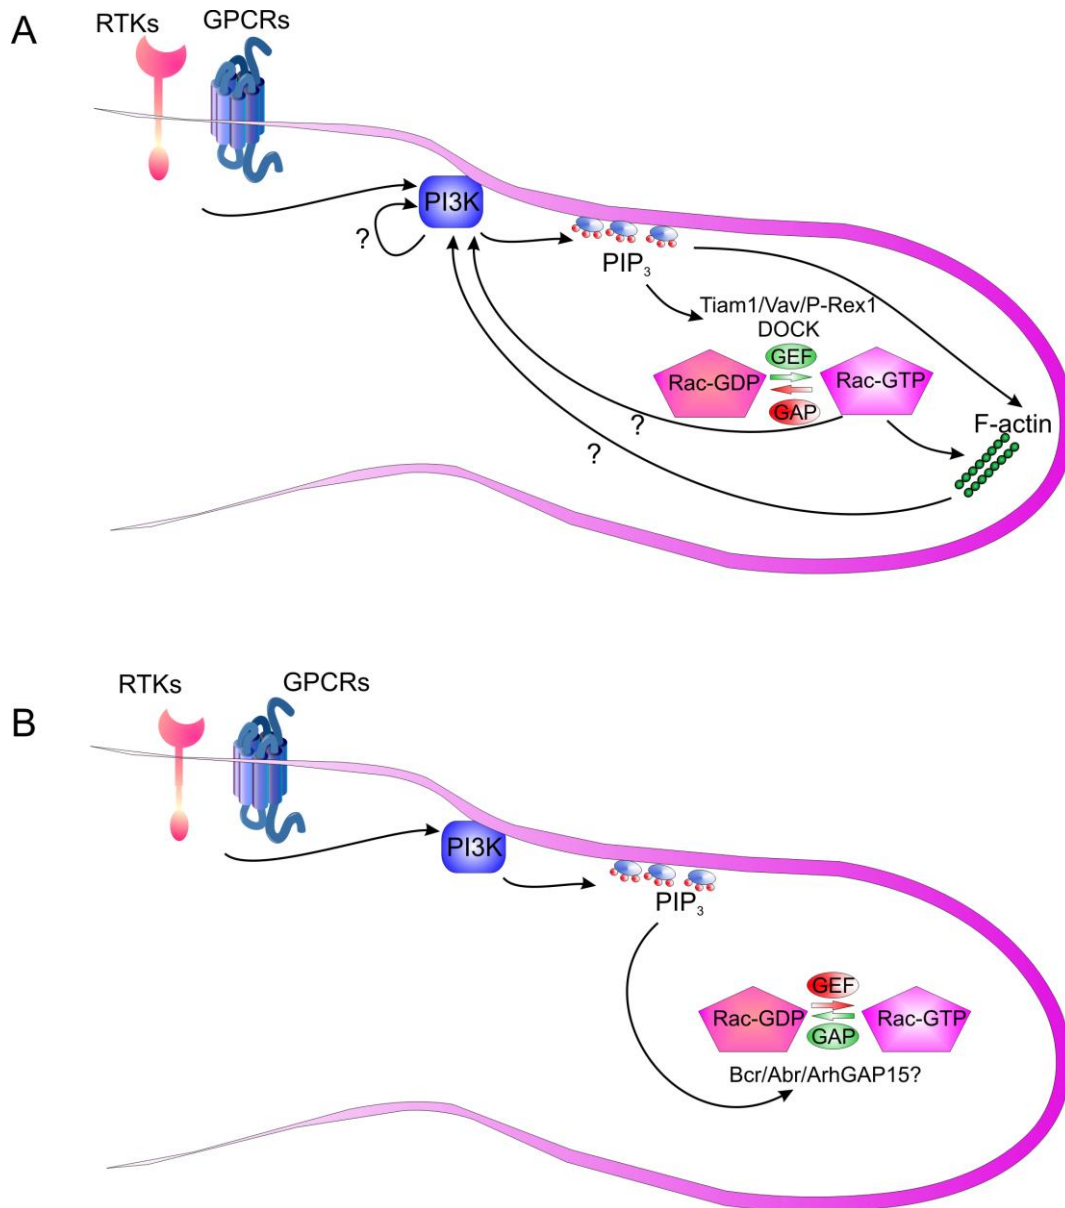 A
RTKs
GPCRs
PI3K
?
PIP₃
Tiam1/Vav/P-Rex1
DOCK
GEF
Rac-GDP
Rac-GTP
GAP
?
F-actin
?
B
RTKs
GPCRs
PI3K
PIP₃
GEF
Rac-GDP
Rac-GTP
GAP
Bcr/Abr/ArhGAP15?